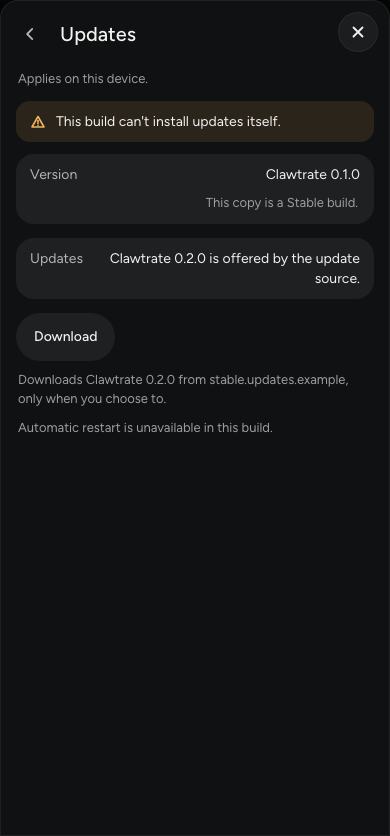 Updates
Applies on this device.
This build can't install updates itself.
Version Clawtrate 0.1.0
This copy is a Stable build.
Updates Clawtrate 0.2.0 is offered by the update
source.
Download
Downloads Clawtrate 0.2.0 from stable.updates.example,
only when you choose to.
Automatic restart is unavailable in this build.